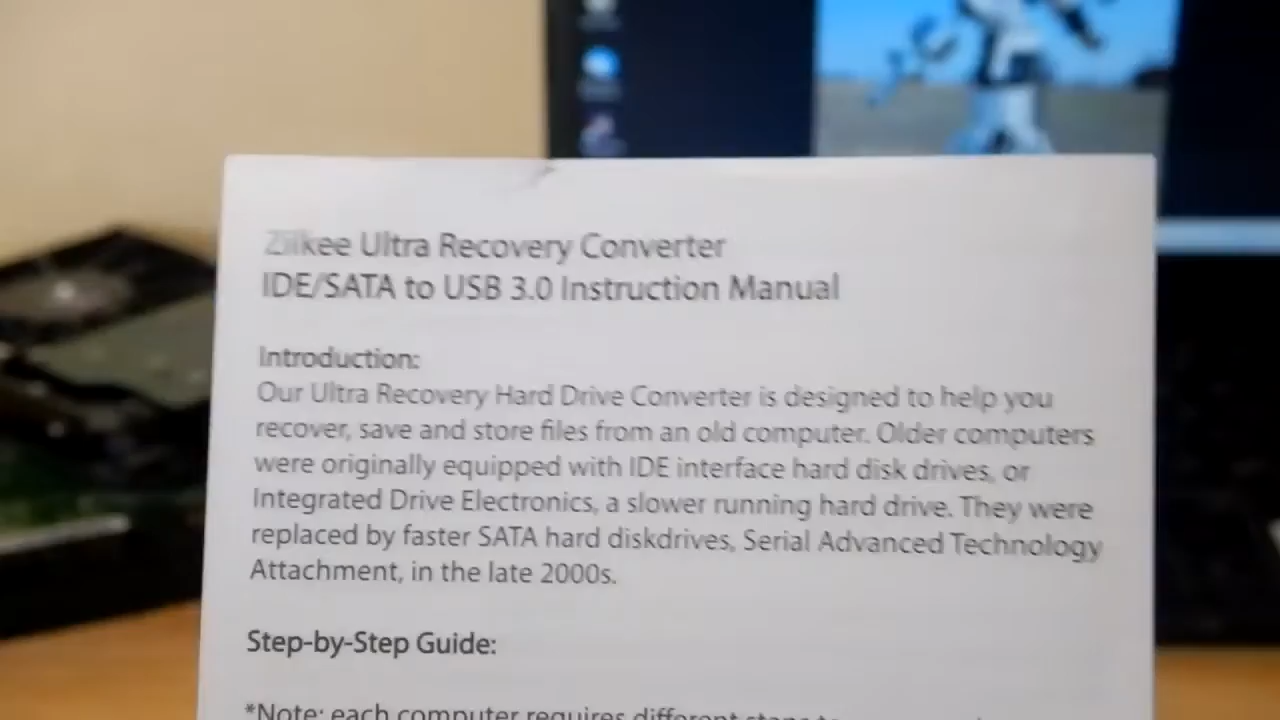 Zilkee Ultra Recovery Converter
IDE/SATA to USB 3.0 Instruction Manual
Introduction:
Our Ultra Recovery Hard Drive Converter is designed to help you
recover, save and store files from an old computer. Older computers
were originally equipped with IDE interface hard disk drives, or
Integrated Drive Electronics, a slower running hard drive. They were
replaced by faster SATA hard diskdrives, Serial Advanced Technology
Attachment, in the late 2000s.
Step-by-Step Guide:
*Note: each computer requires different steps to